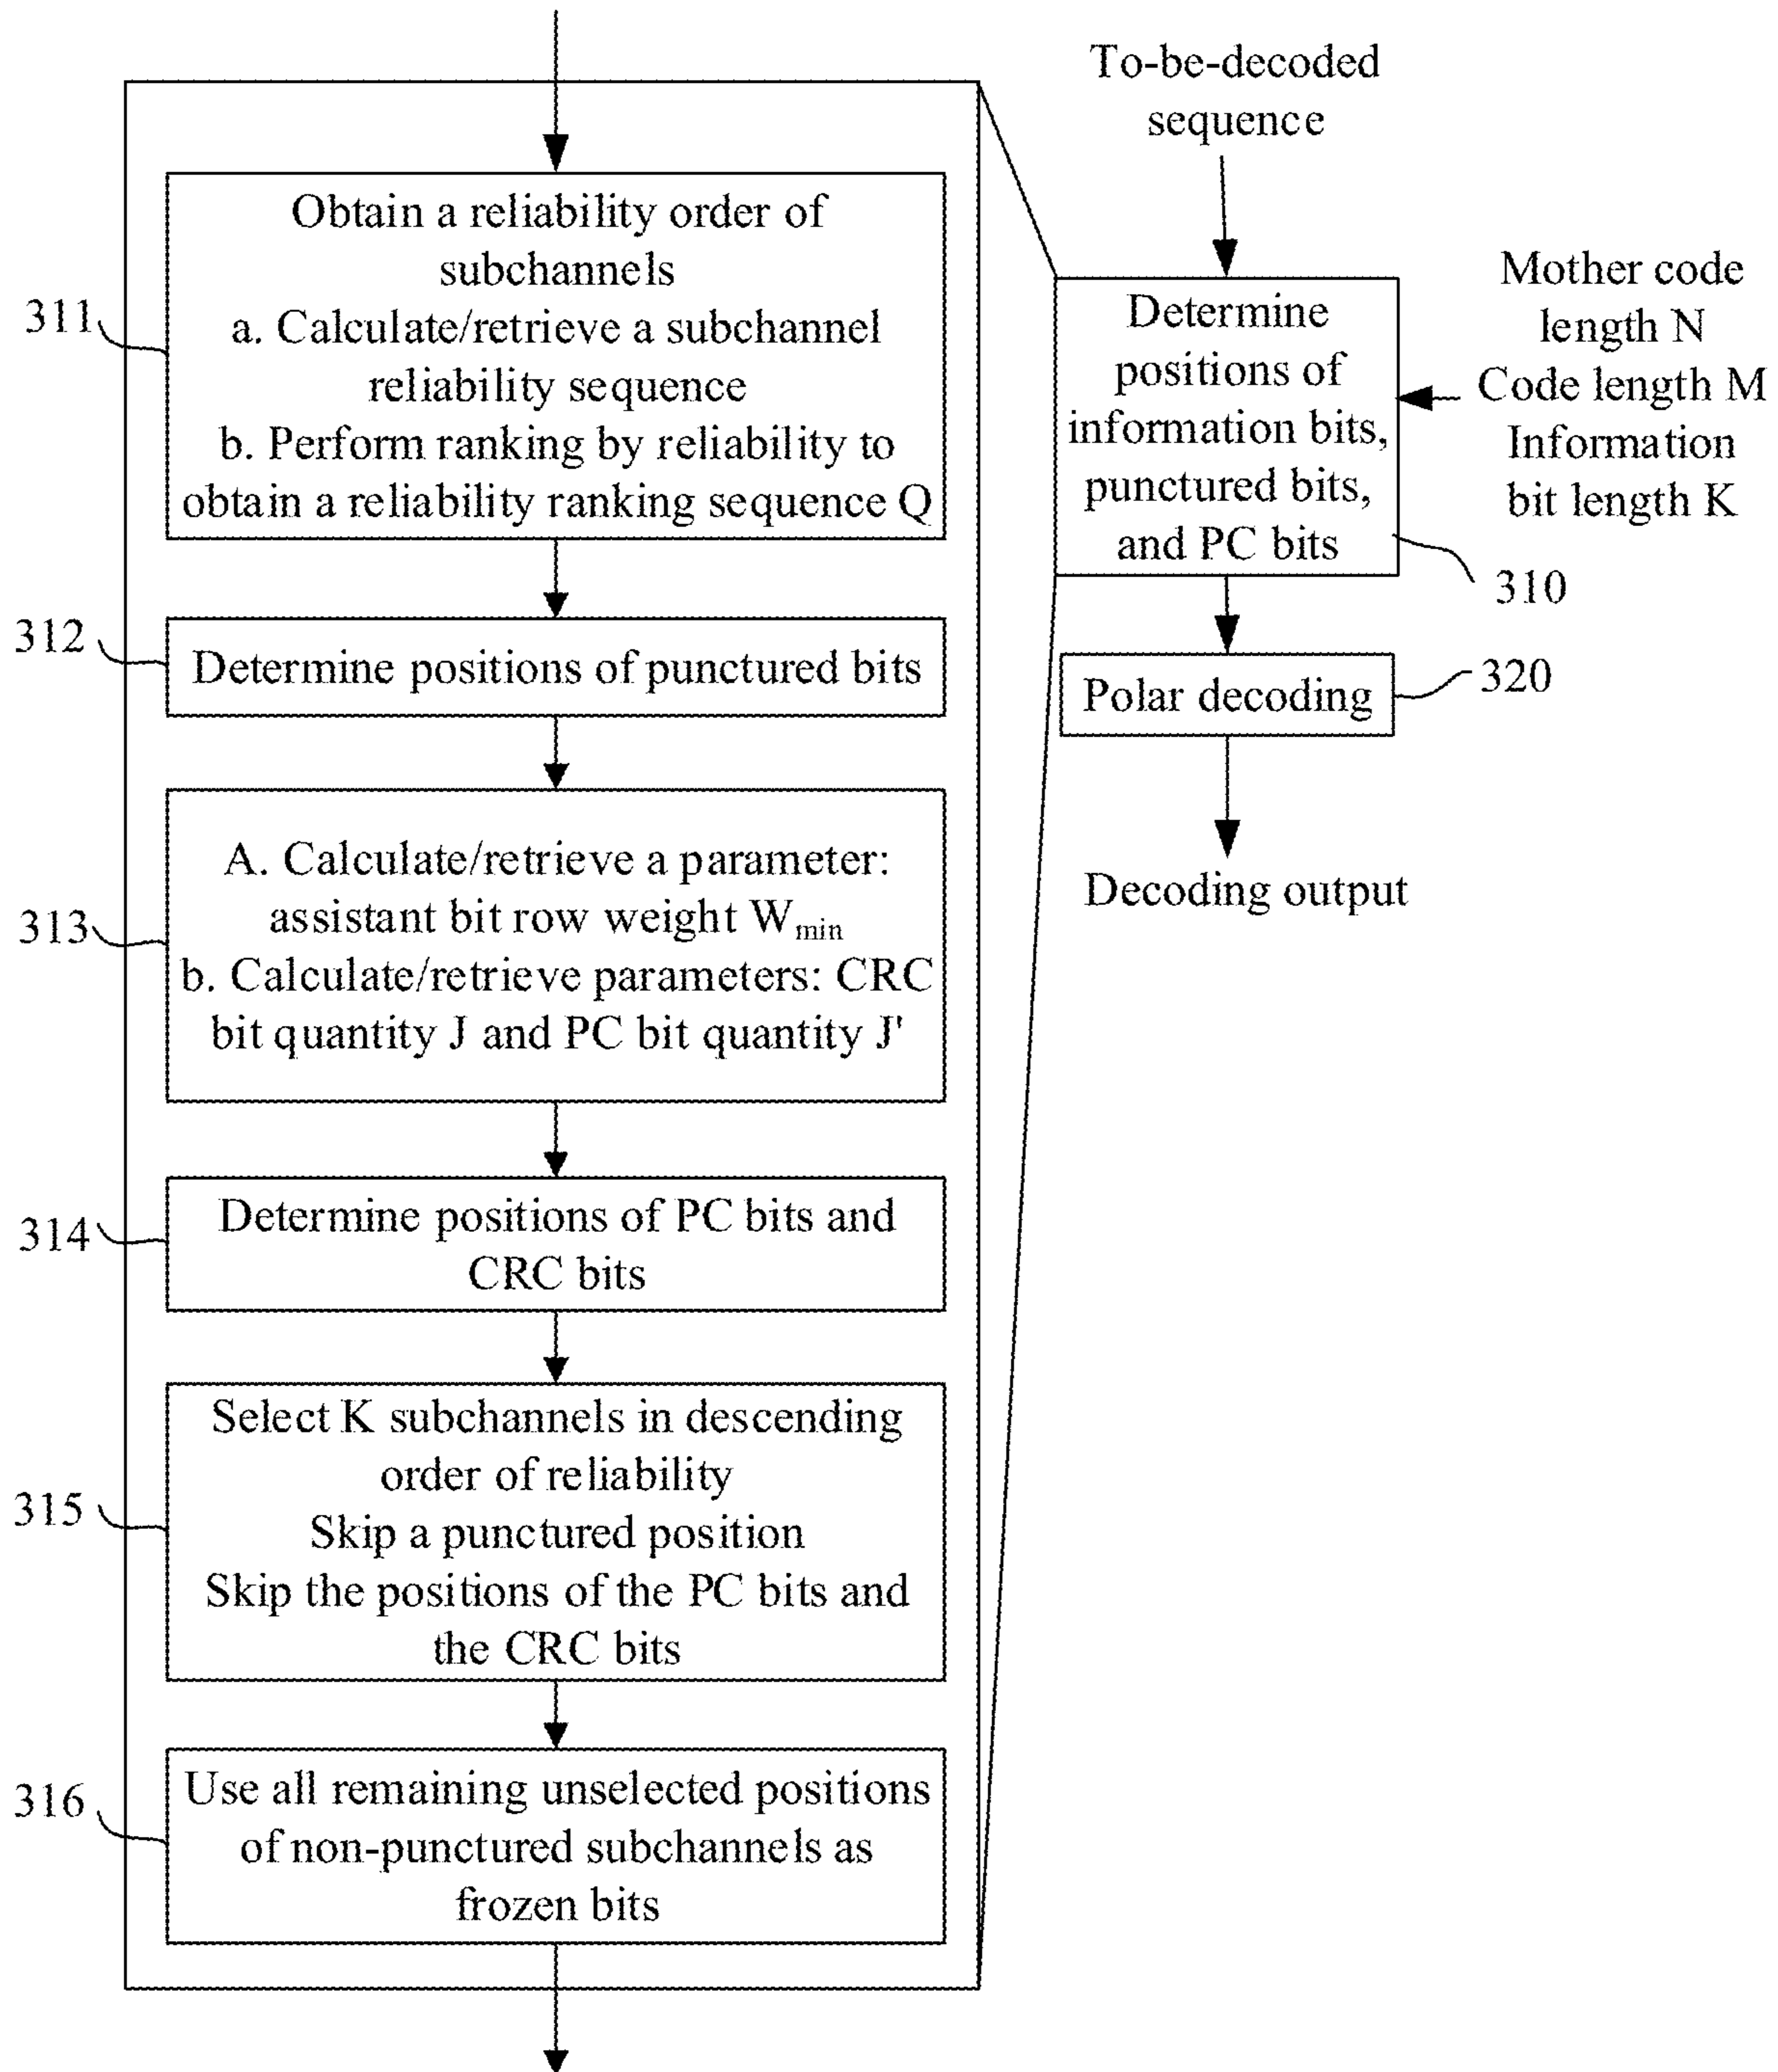 311
Obtain a reliability order of
subchannels
a. Calculate/retrieve a subchannel
reliability sequence
b. Perform ranking by reliability to
obtain a reliability ranking sequence Q
312
Determine positions of punctured bits
313
A. Calculate/retrieve a parameter:
assistant bit row weight Wmin
b. Calculate/retrieve parameters: CRC
bit quantity J and PC bit quantity J'
314
Determine positions of PC bits and
CRC bits
315
Select K subchannels in descending
order of reliability
Skip a punctured position
Skip the positions of the PC bits and
the CRC bits
316
Use all remaining unselected positions
of non-punctured subchannels as
frozen bits
To-be-decoded
sequence
Determine
positions of
information bits,
punctured bits,
and PC bits
310
Mother code
length N
Code length M
Information
bit length K
Polar decoding
320
Decoding output